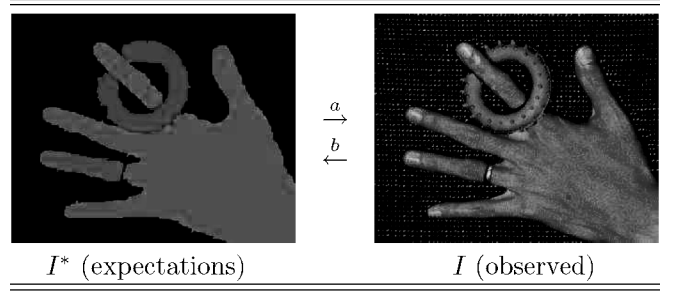 a
→
b
←
I* (expectations)
I (observed)